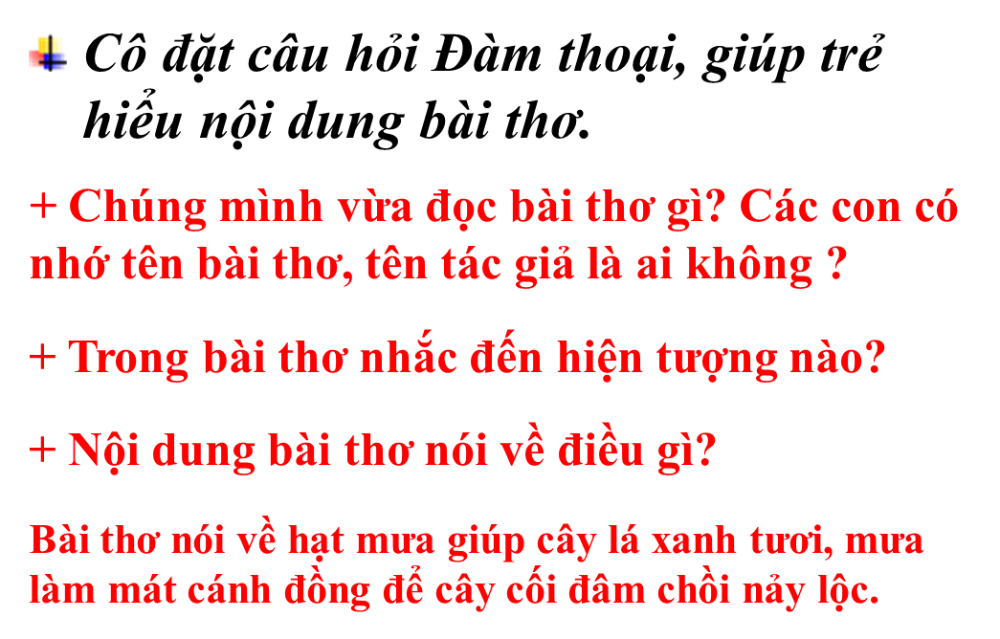 Cô đặt câu hỏi Đàm thoại, giúp trẻ
hiểu nội dung bài thơ.
+ Chúng mình vừa đọc bài thơ gì? Các con có
nhớ tên bài thơ, tên tác giả là ai không ?
+ Trong bài thơ nhắc đến hiện tượng nào?
+ Nội dung bài thơ nói về điều gì?
Bài thơ nói về hạt mưa giúp cây lá xanh tươi, mưa
làm mát cánh đồng để cây cối đâm chồi nảy lộc.